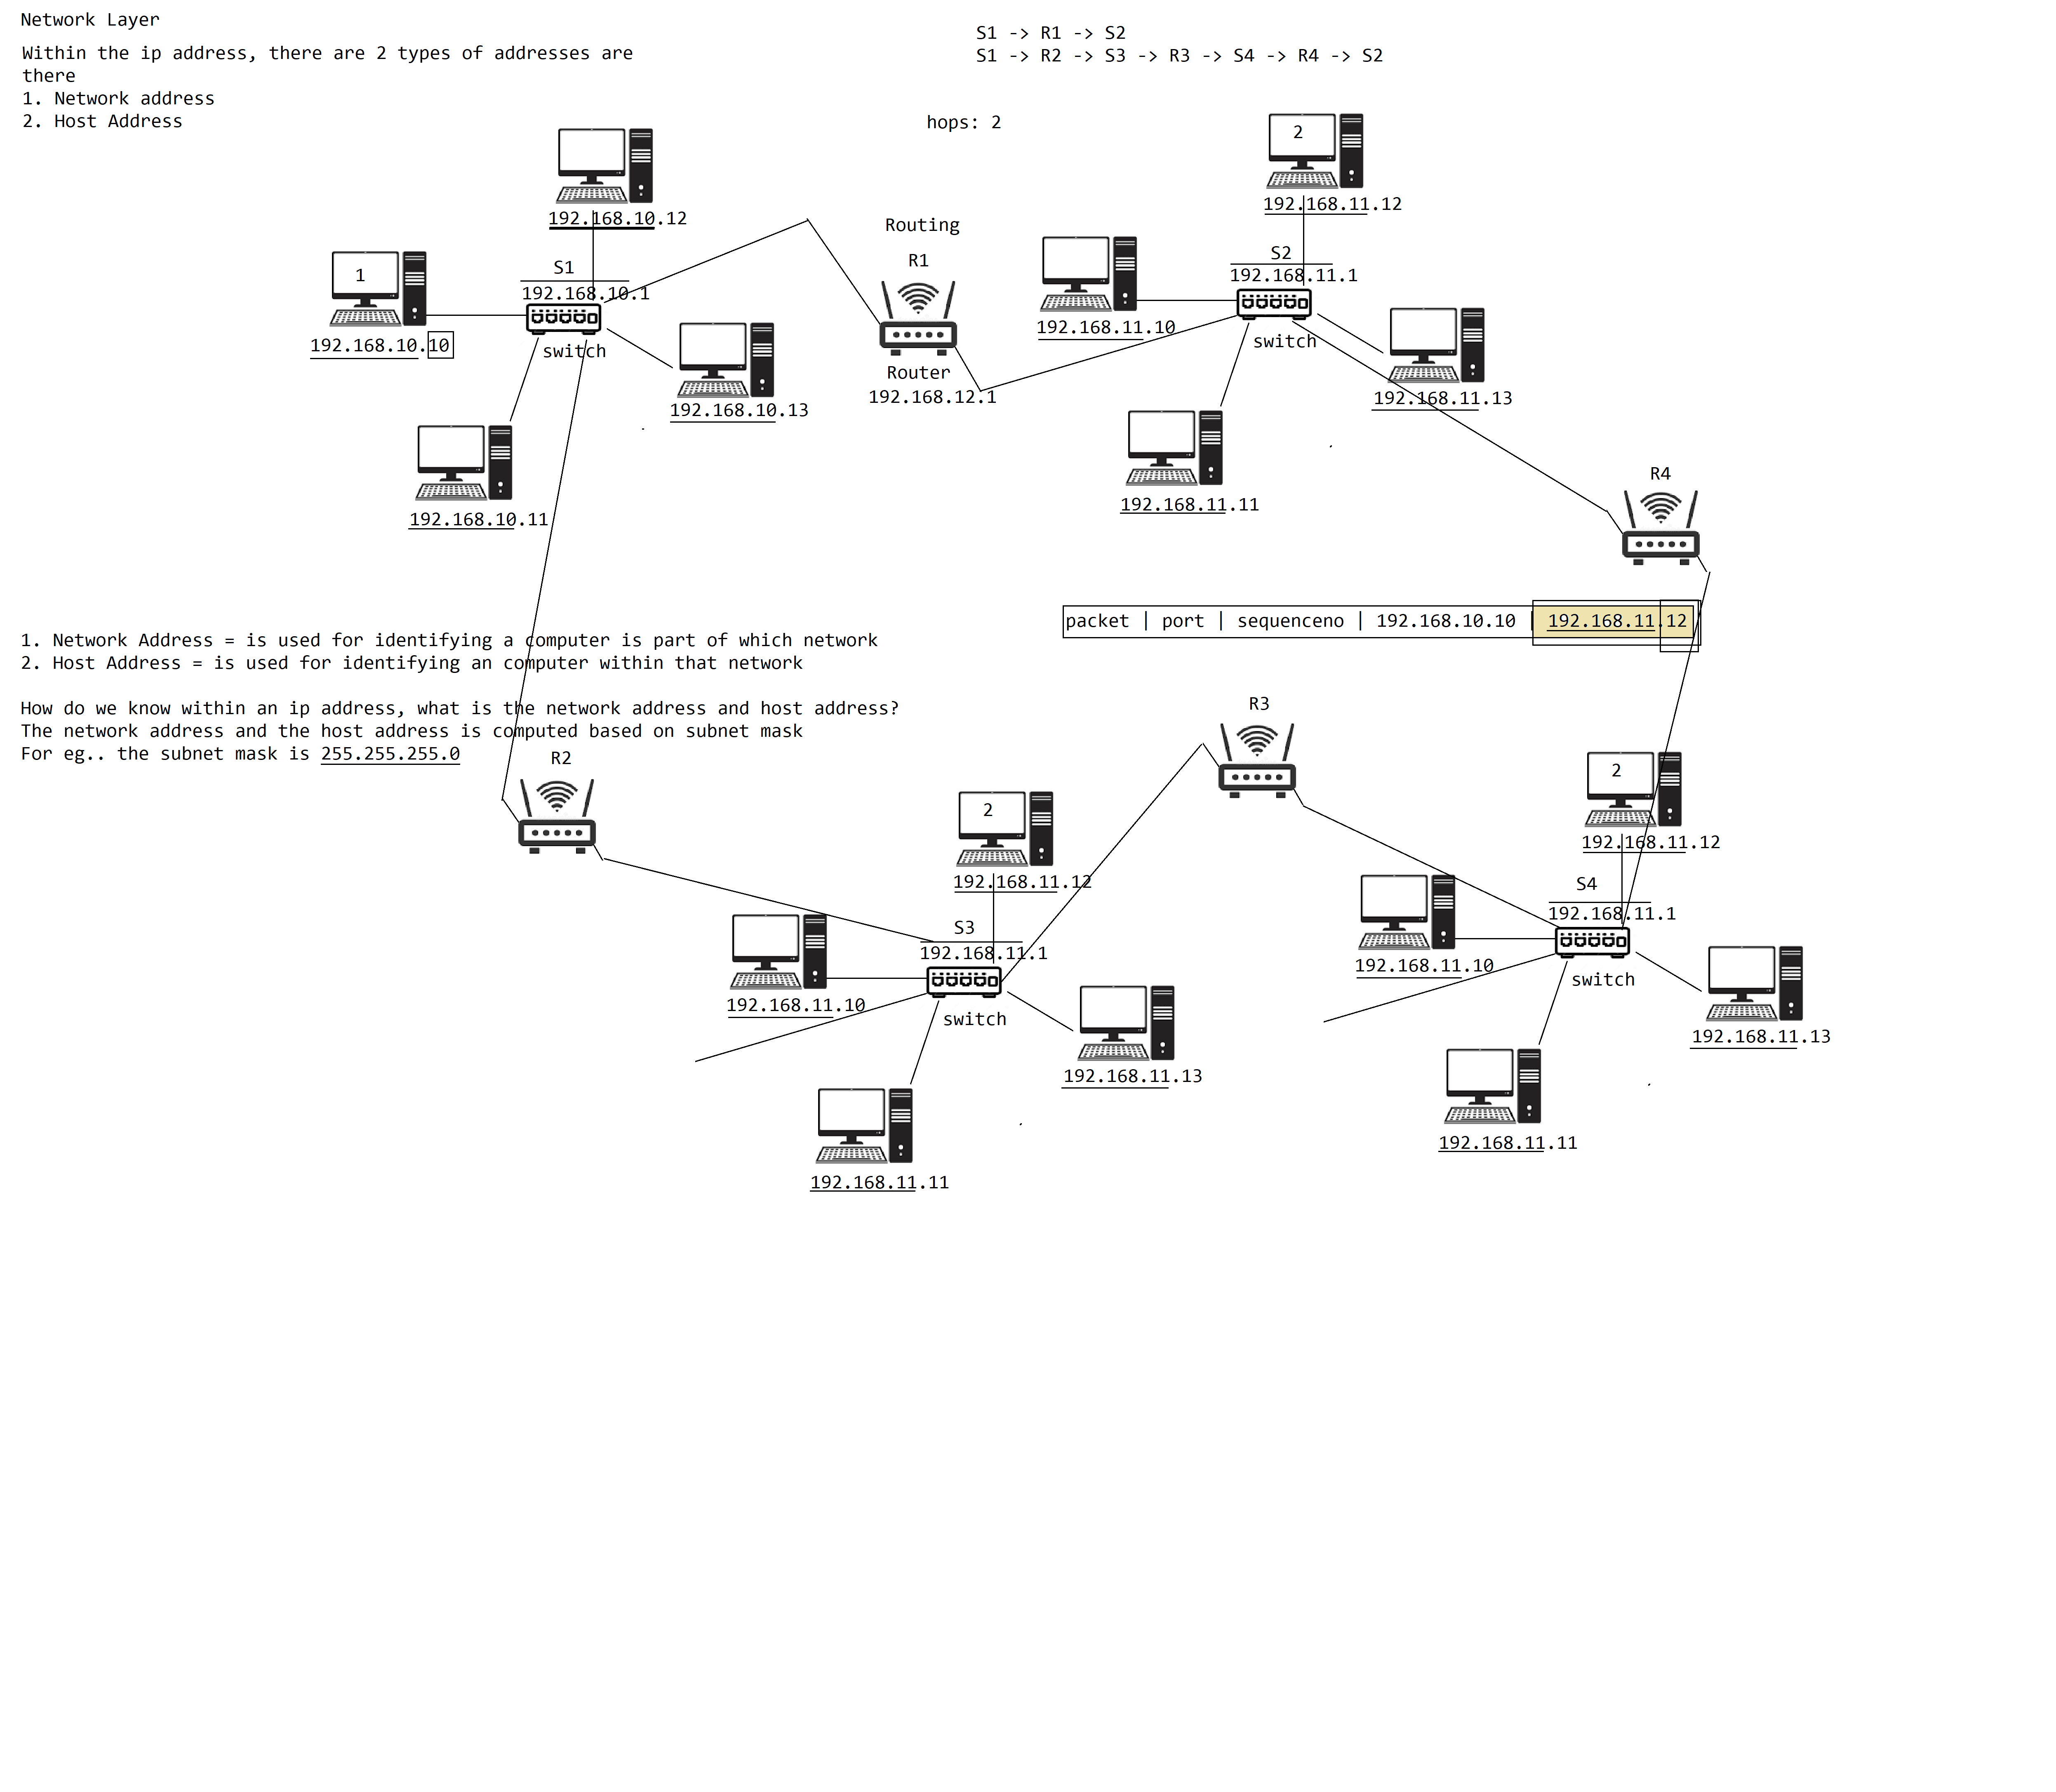 Network Layer
Within the ip address, there are 2 types of addresses are
there
1. Network address
2. Host Address
S1 -> R1 -> S2
S1 -> R2 -> S3 -> R3 -> S4 -> R4 -> S2
hops: 2
192.168.10.12
1
192.168.10.10
S1
192.168.10.1
switch
192.168.10.13
192.168.10.11
Routing
R1
Router
192.168.12.1
2
192.168.11.12
S2
192.168.11.1
192.168.11.10
switch
192.168.11.13
192.168.11.11
R4
packet | port | sequenceno | 192.168.10.10 | 192.168.11.12
1. Network Address = is used for identifying a computer is part of which network
2. Host Address = is used for identifying an computer within that network
How do we know within an ip address, what is the network address and host address?
The network address and the host address is computed based on subnet mask
For eg.. the subnet mask is 255.255.255.0
R2
R3
2
192.168.11.12
S3
192.168.11.1
192.168.11.10
switch
192.168.11.13
192.168.11.11
2
192.168.11.12
S4
192.168.11.1
192.168.11.10
switch
192.168.11.13
192.168.11.11